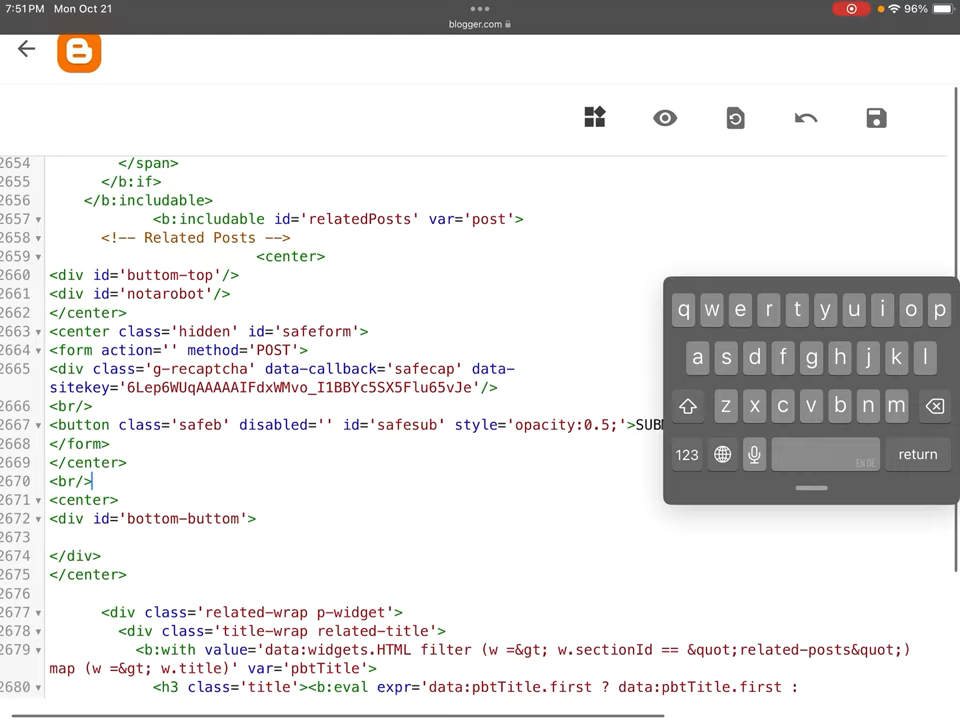 7:51 PM Mon Oct 21
96%
blogger.com
2654 </span>
2655 </b:if>
2656 </b:includable>
2657 <b:includable id='relatedPosts' var='post'>
2658 <!-- Related Posts -->
2659 <center>
2660 <div id='buttom-top'/>
2661 <div id='notarobot'/>
2662 </center>
2663 <center class='hidden' id='safeform'>
2664 <form action='' method='POST'>
2665 <div class='g-recaptcha' data-callback='safecap' data-
sitekey='6Lep6WUqAAAAAIFdxWMvo_I1BBYc5SX5Flu65vJe'/>
2666 <br/>
2667 <button class='safeb' disabled='' id='safesub' style='opacity:0.5;'>SUBM
2668 </form>
2669 </center>
2670 <br/>
2671 <center>
2672 <div id='bottom-buttom'>
2673
2674 </div>
2675 </center>
2676
2677 <div class='related-wrap p-widget'>
2678 <div class='title-wrap related-title'>
2679 <b:with value='data:widgets.HTML filter (w =&gt; w.sectionId == &quot;related-posts&quot;)
map (w =&gt; w.title)' var='pbtTitle'>
2680 <h3 class='title'><b:eval expr='data:pbtTitle.first ? data:pbtTitle.first :
q w e r t y u i o p
a s d f g h j k l
z x c v b n m
123 EN DE return